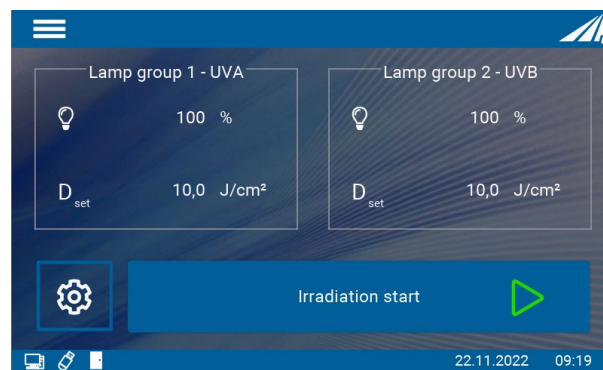 Lamp group 1 - UVA
100 %
D set 10,0 J/cm²
Lamp group 2 - UVB
100 %
D set 10,0 J/cm²
Irradiation start
22.11.2022 09:19